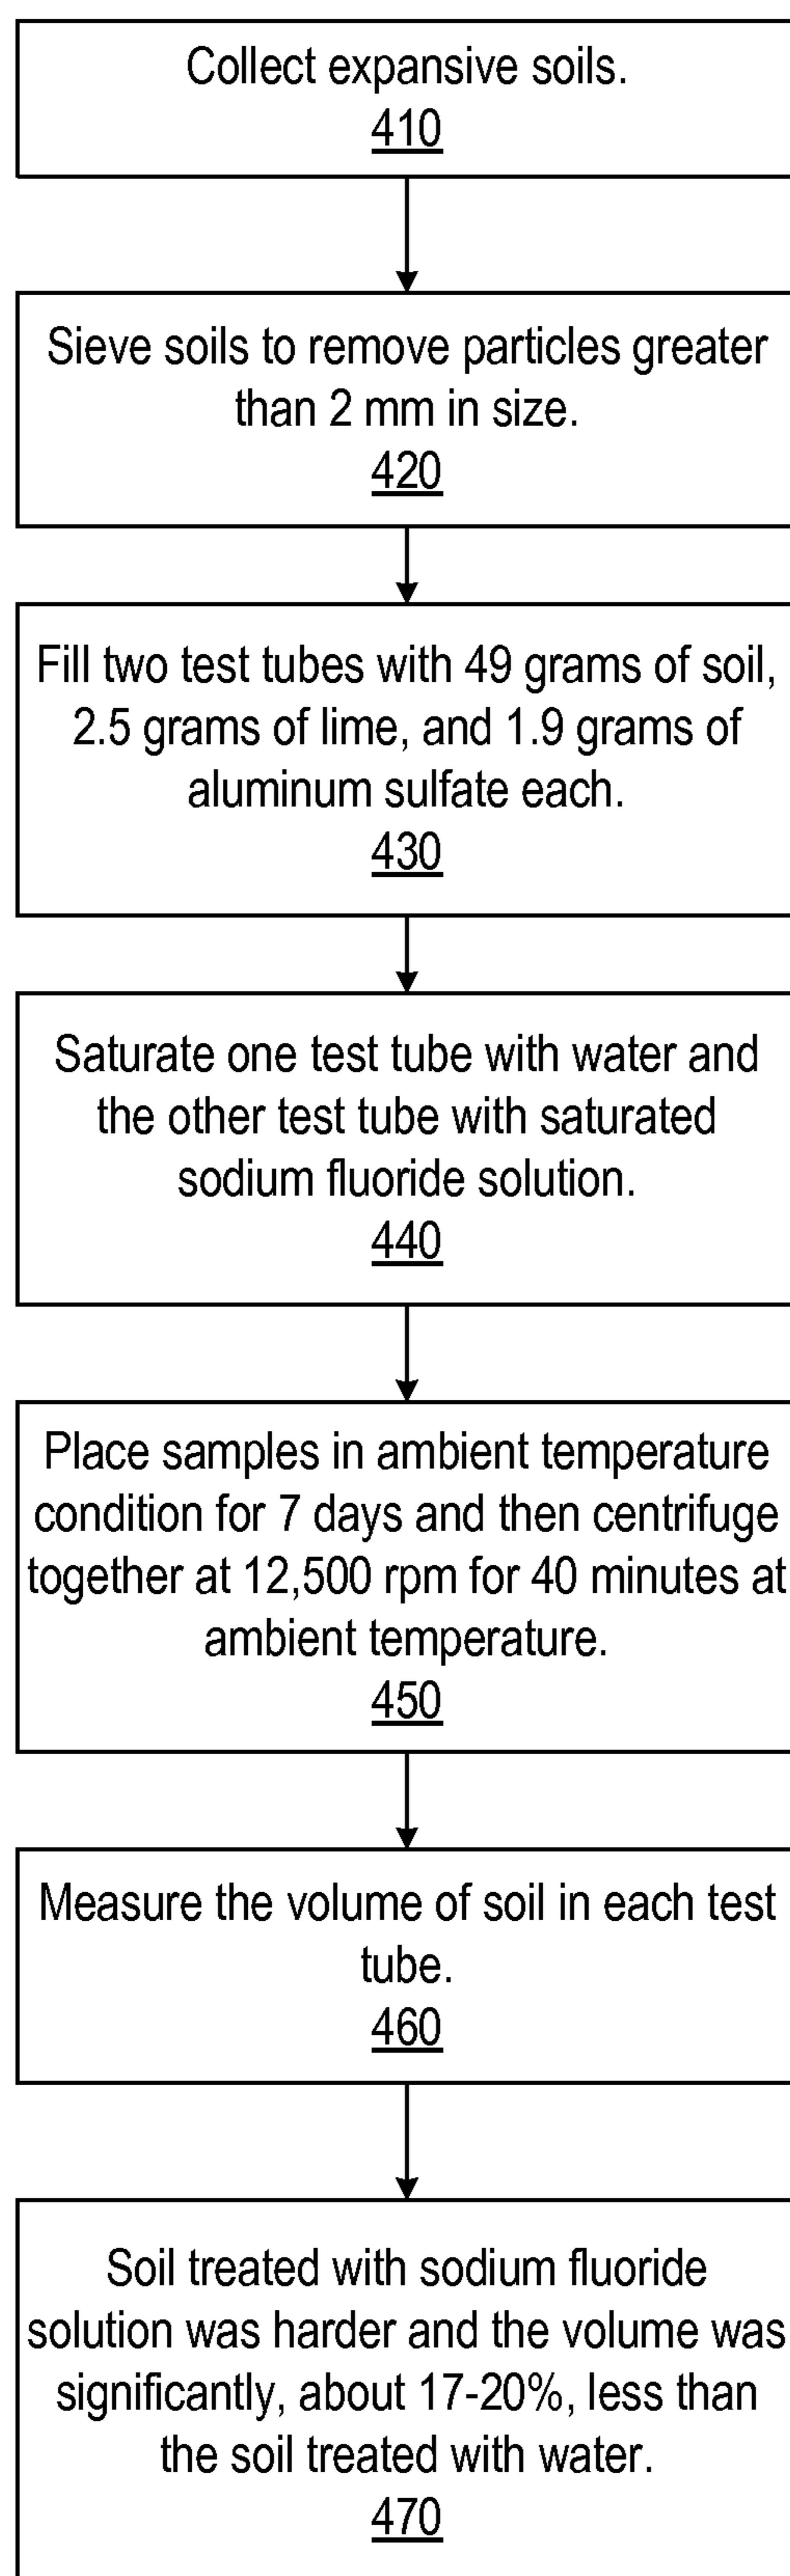 Collect expansive soils.
410
Sieve soils to remove particles greater
than 2 mm in size.
420
Fill two test tubes with 49 grams of soil,
2.5 grams of lime, and 1.9 grams of
aluminum sulfate each.
430
Saturate one test tube with water and
the other test tube with saturated
sodium fluoride solution.
440
Place samples in ambient temperature
condition for 7 days and then centrifuge
together at 12,500 rpm for 40 minutes at
ambient temperature.
450
Measure the volume of soil in each test
tube.
460
Soil treated with sodium fluoride
solution was harder and the volume was
significantly, about 17-20%, less than
the soil treated with water.
470